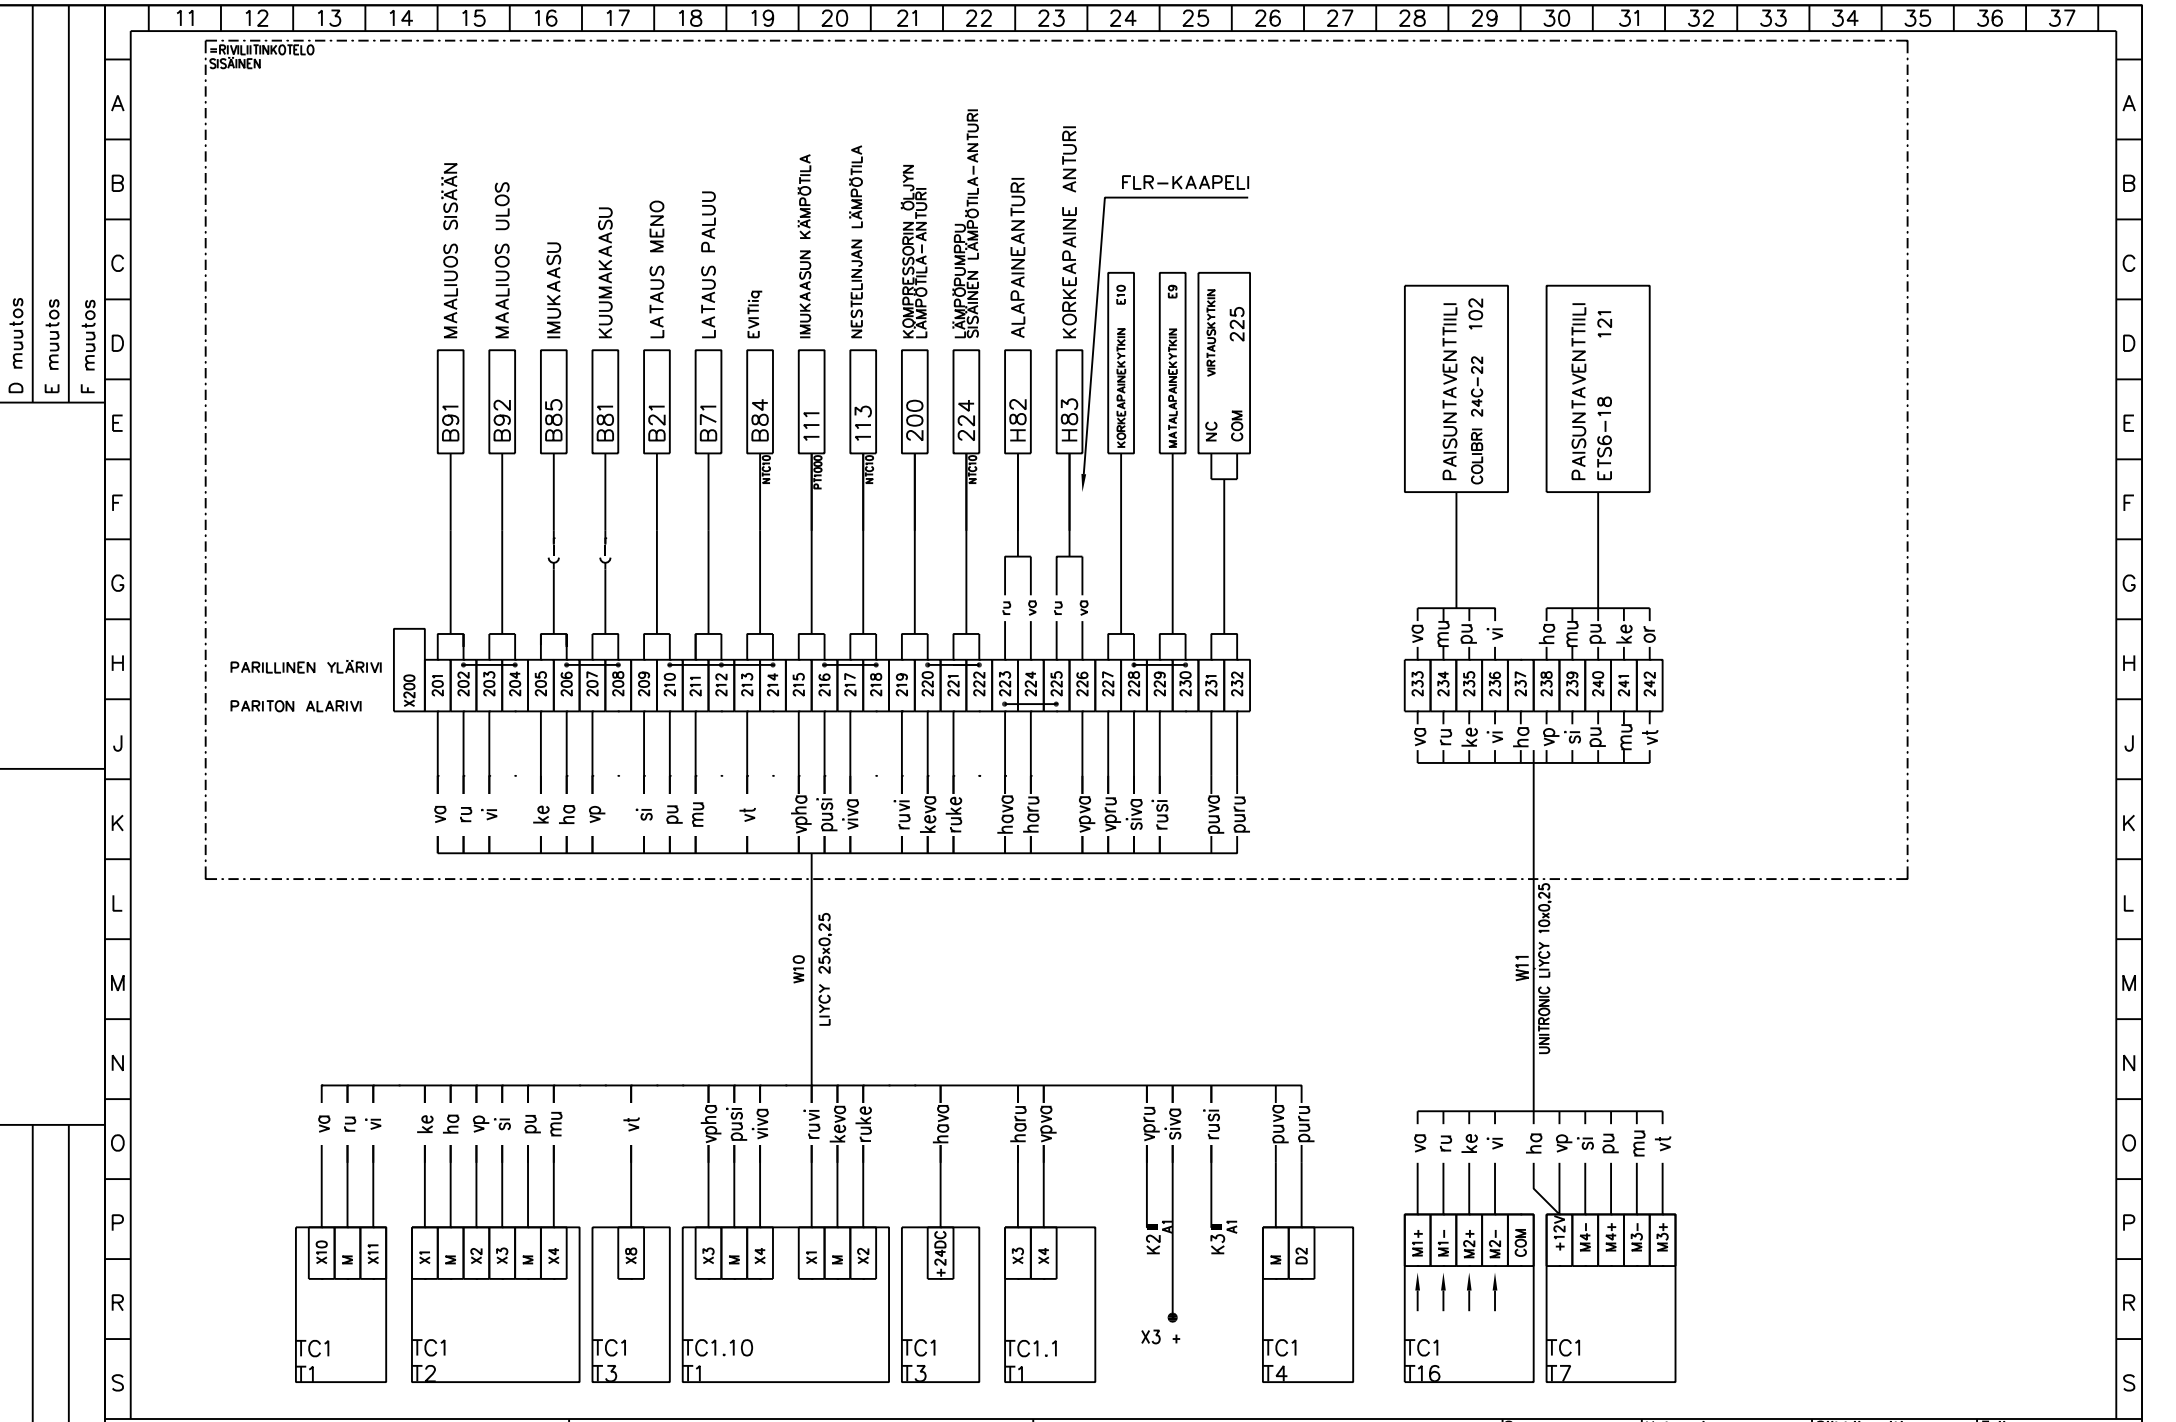 11 12 13 14 15 16 17 18 19 20 21 22 23 24 25 26 27 28 29 30 31 32 33 34 35 36 37
=RIVILIITINKOTELO
SISÄINEN
A A
B B
C C
D D
E E
F F
G G
H H
J J
K K
L L
M M
N N
O O
P P
R R
S S
D muutos
E muutos
F muutos
MAALIUOS SISÄÄN
MAALIUOS ULOS
IMUKAASU
KUUMAKAASU
LATAUS MENO
LATAUS PALUU
EVITliq
IMUKAASUN KÄMPÖTILA
NESTELINJAN LÄMPÖTILA
KOMPRESSORIN ÖLJYN
LÄMPÖTILA-ANTURI
LÄMPÖPUMPPU
SISÄINEN LÄMPÖTILA-ANTURI
ALAPAINEANTURI
KORKEAPAINE ANTURI
FLR-KAAPELI
B91 B92 B85 B81 B21 B71 B84 111 113 200 224 H82 H83
KORKEAPAINEKYTKIN E10
MATALAPAINEKYTKIN E9
VIRTAUSKYTKIN 225
NC
COM
PAISUNTAVENTTIILI
COLIBRI 24C-22 102
PAISUNTAVENTTIILI
ETS6-18 121
NTC10 PT1000 NTC10 NTC10
ru va ru va
va mu pu vi ha mu pu ke or
PARILLINEN YLÄRIVI
PARITON ALARIVI
X200 201 202 203 204 205 206 207 208 209 210 211 212 213 214 215 216 217 218 219 220 221 222 223 224 225 226 227 228 229 230 231 232
233 234 235 236 237 238 239 240 241 242
va ru ke vi ha vp si pu mu vt
va ru vi ke ha vp si pu mu vt vpha pusi viva ruvi keva ruke hava haru vpva vpru siva rusi puva puru
W10
LIYCY 25x0,25
W11
UNITRONIC LIYCY 10x0,25
va ru vi ke ha vp si pu mu vt vpha pusi viva ruvi keva ruke hava haru vpva vpru siva rusi puva puru
va ru ke vi ha vp si pu mu vt
X10 M X11
TC1
T1
X1 M X2 X3 M X4
TC1
T2
X8
TC1
T3
X3 M X4 X1 M X2
TC1.10
T1
+24DC
TC1
T3
X3 X4
TC1.1
T1
K2 A1
X3 +
K3 A1
M D2
TC1
T4
M1+ M1- M2+ M2- COM
TC1
T16
+12V M4- M4+ M3- M3+
TC1
T7